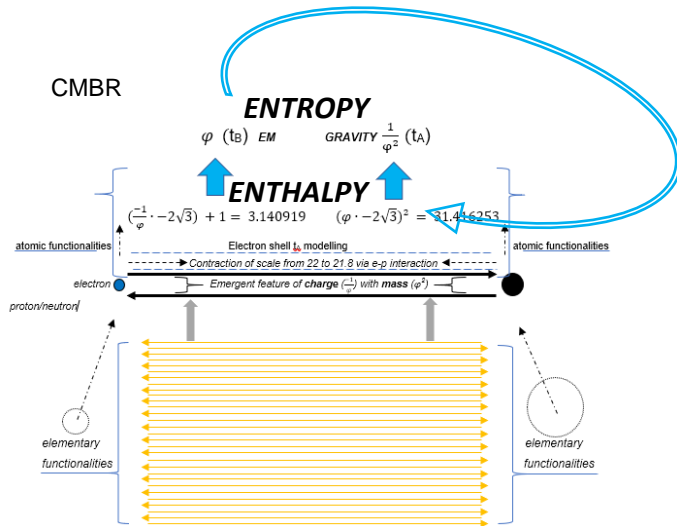 CMBR
ENTROPY
φ (tB) EM GRAVITY 1/φ² (tA)
ENTHALPY
(-1/φ · -2√3) + 1 = 3.140919 (φ · -2√3)² = 31.416253
atomic functionalities Electron shell tA modelling atomic functionalities
Contraction of scale from 22 to 21.8 via e-p interaction
electron Emergent feature of charge (-1/φ) with mass (φ²)
proton/neutron
elementary elementary
functionalities functionalities